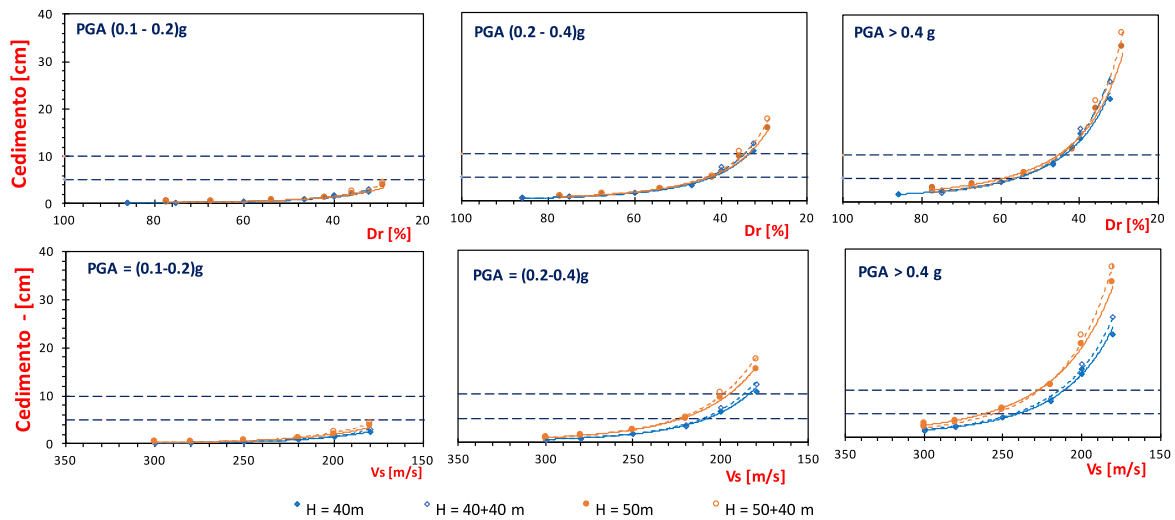 PGA (0.1 - 0.2)g
PGA (0.2 - 0.4)g
PGA > 0.4 g
Cedimento [cm]
40
30
20
10
0
100 80 60 40 20
100 80 60 40 20
100 80 60 40 20
Dr [%]
Dr [%]
Dr [%]
PGA = (0.1-0.2)g
PGA = (0.2-0.4)g
PGA > 0.4 g
Cedimento - [cm]
40
30
20
10
0
350 300 250 200 150
350 300 250 200 150
350 300 250 200 150
Vs [m/s]
Vs [m/s]
Vs [m/s]
H = 40m
H = 40+40 m
H = 50m
H = 50+40 m